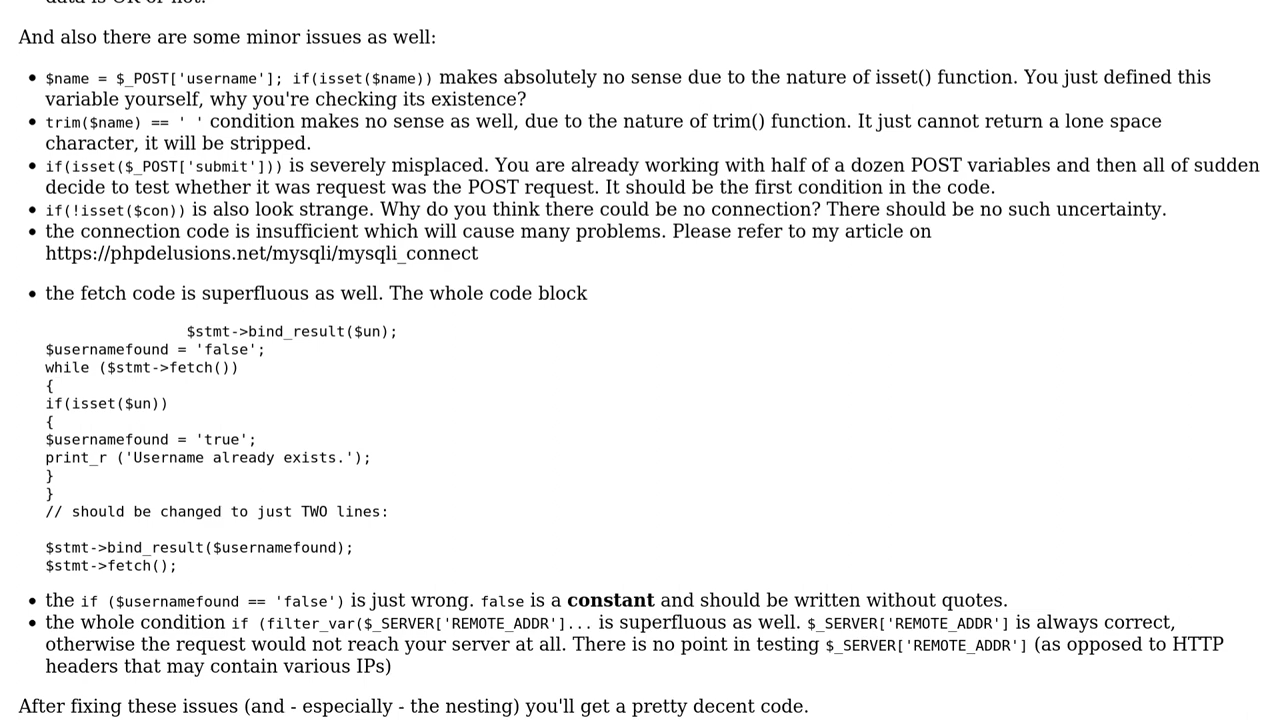 data is OK or not.
And also there are some minor issues as well:
• $name = $_POST['username']; if(isset($name)) makes absolutely no sense due to the nature of isset() function. You just defined this
variable yourself, why you're checking its existence?
• trim($name) == ' ' condition makes no sense as well, due to the nature of trim() function. It just cannot return a lone space
character, it will be stripped.
• if(isset($_POST['submit'])) is severely misplaced. You are already working with half of a dozen POST variables and then all of sudden
decide to test whether it was request was the POST request. It should be the first condition in the code.
• if(!isset($con)) is also look strange. Why do you think there could be no connection? There should be no such uncertainty.
• the connection code is insufficient which will cause many problems. Please refer to my article on
https://phpdelusions.net/mysqli/mysqli_connect
• the fetch code is superfluous as well. The whole code block
$stmt->bind_result($un);
$usernamefound = 'false';
while ($stmt->fetch())
{
if(isset($un))
{
$usernamefound = 'true';
print_r ('Username already exists.');
}
}
// should be changed to just TWO lines:
$stmt->bind_result($usernamefound);
$stmt->fetch();
• the if ($usernamefound == 'false') is just wrong. false is a constant and should be written without quotes.
• the whole condition if (filter_var($_SERVER['REMOTE_ADDR']... is superfluous as well. $_SERVER['REMOTE_ADDR'] is always correct,
otherwise the request would not reach your server at all. There is no point in testing $_SERVER['REMOTE_ADDR'] (as opposed to HTTP
headers that may contain various IPs)
After fixing these issues (and - especially - the nesting) you'll get a pretty decent code.